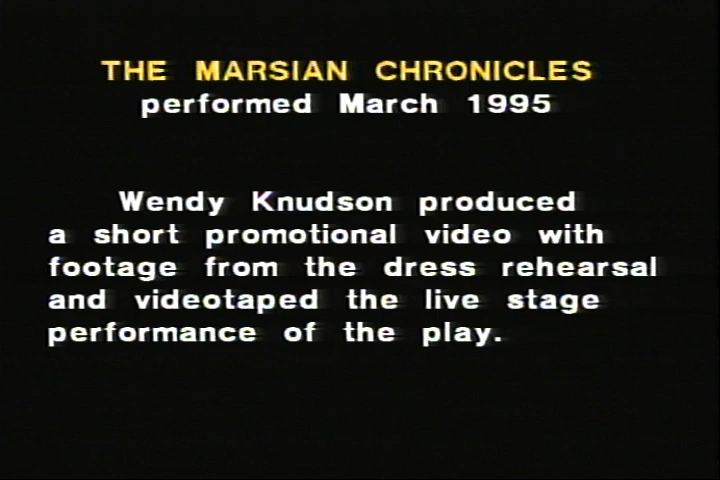 THE MARSIAN CHRONICLES
performed March 1995
Wendy Knudson produced
a short promotional video with
footage from the dress rehearsal
and videotaped the live stage
performance of the play.